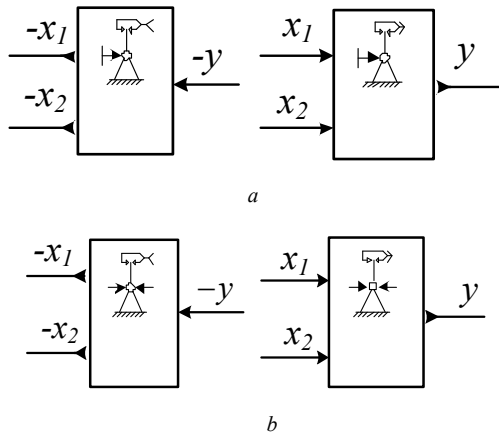 -x₁ -y x₁ y
-x₂ x₂
a
-x₁ –y x₁ y
-x₂ x₂
b